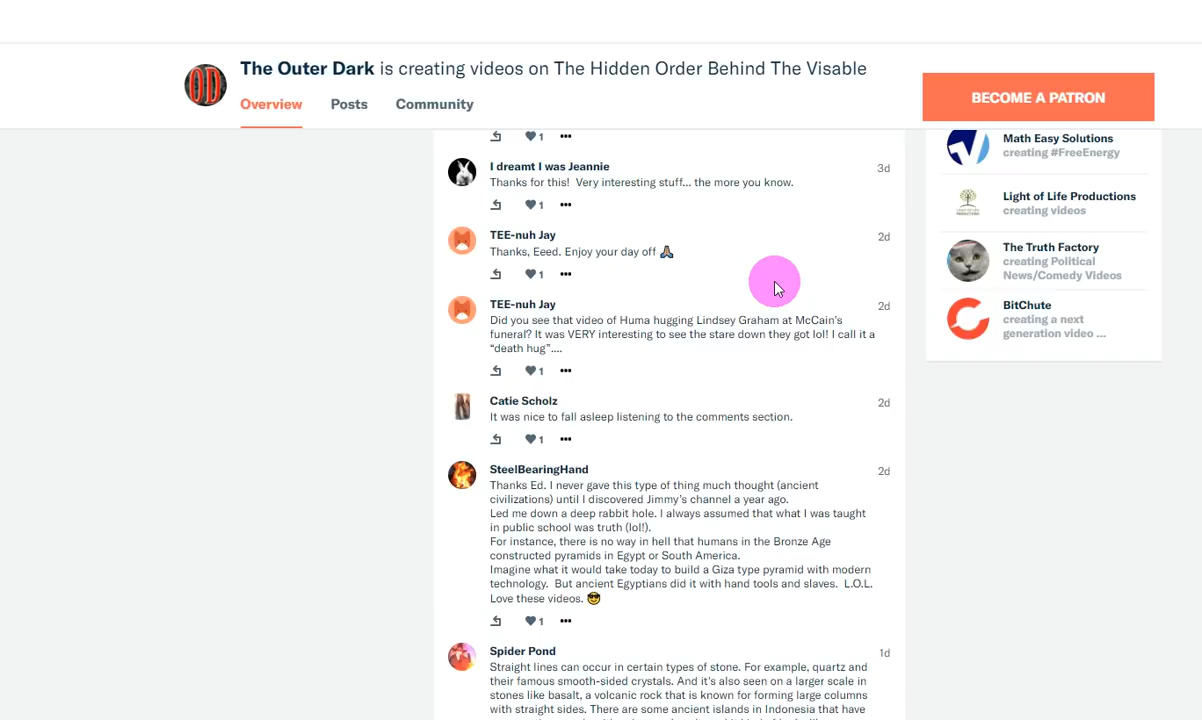 The Outer Dark is creating videos on The Hidden Order Behind The Visable
OD
Overview Posts Community
BECOME A PATRON
1
I dreamt I was Jeannie 3d
Thanks for this! Very interesting stuff... the more you know.
1
TEE-nuh Jay 2d
Thanks, Eeed. Enjoy your day off 🙏🏽
1
TEE-nuh Jay 2d
Did you see that video of Huma hugging Lindsey Graham at McCain's
funeral? It was VERY interesting to see the stare down they got lol! I call it a
“death hug”....
1
Catie Scholz 2d
It was nice to fall asleep listening to the comments section.
1
SteelBearingHand 2d
Thanks Ed. I never gave this type of thing much thought (ancient
civilizations) until I discovered Jimmy's channel a year ago.
Led me down a deep rabbit hole. I always assumed that what I was taught
in public school was truth (lol!).
For instance, there is no way in hell that humans in the Bronze Age
constructed pyramids in Egypt or South America.
Imagine what it would take today to build a Giza type pyramid with modern
technology. But ancient Egyptians did it with hand tools and slaves. L.O.L.
Love these videos. 😎
1
Spider Pond 1d
Straight lines can occur in certain types of stone. For example, quartz and
their famous smooth-sided crystals. And it's also seen on a larger scale in
stones like basalt, a volcanic rock that is known for forming large columns
with straight sides. There are some ancient islands in Indonesia that have
Math Easy Solutions
creating #FreeEnergy
Light of Life Productions
creating videos
The Truth Factory
creating Political
News/Comedy Videos
BitChute
creating a next
generation video ...